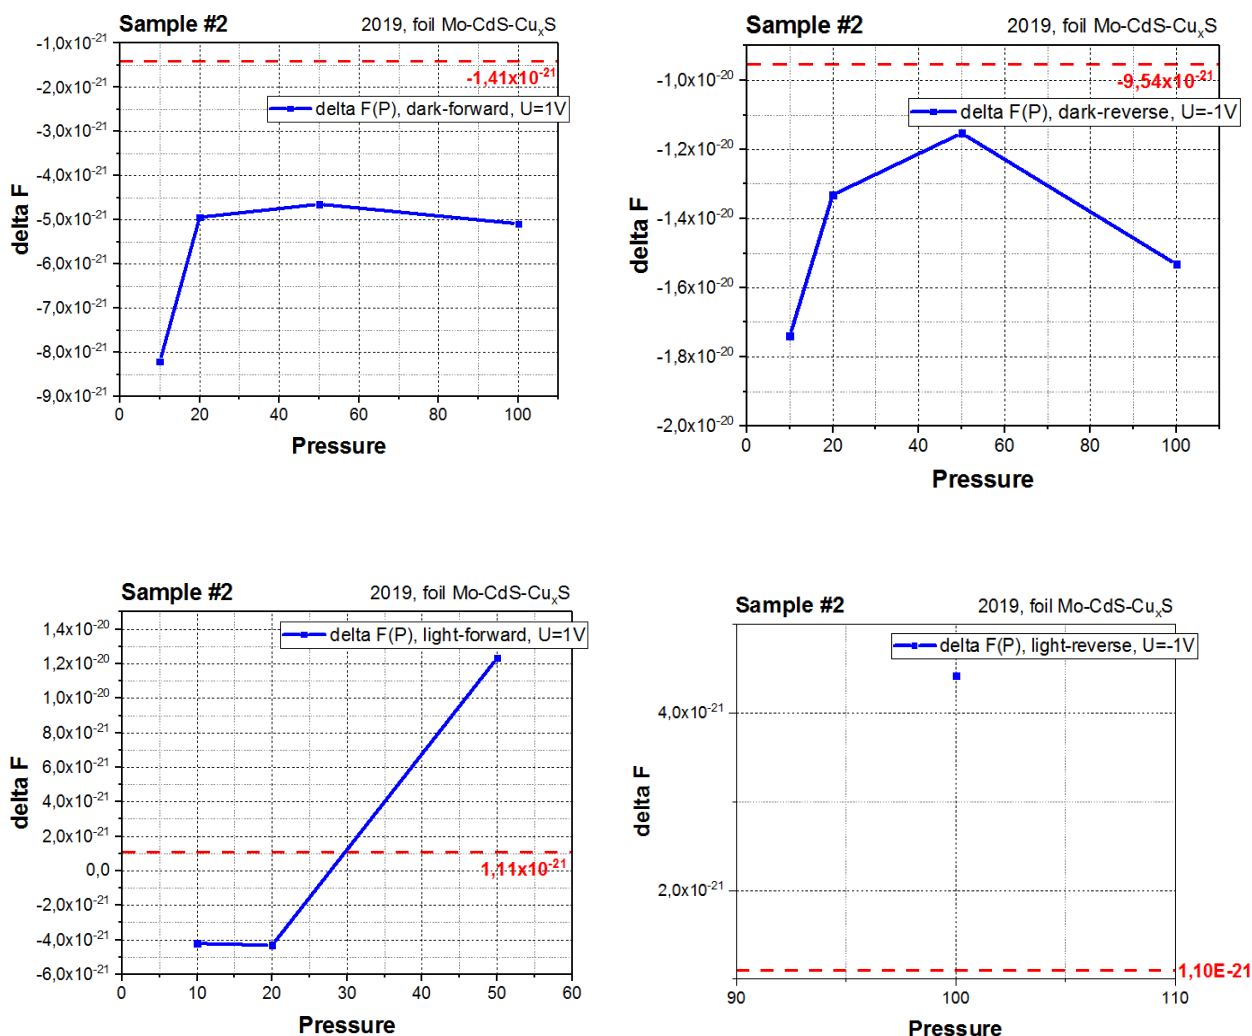 Sample #2
2019, foil Mo-CdS-CuₓS
-1,0x10⁻²¹
-1,41x10⁻²¹
-2,0x10⁻²¹
delta F(P), dark-forward, U=1V
-3,0x10⁻²¹
-4,0x10⁻²¹
-5,0x10⁻²¹
-6,0x10⁻²¹
-7,0x10⁻²¹
-8,0x10⁻²¹
-9,0x10⁻²¹
delta F
0 20 40 60 80 100
Pressure
Sample #2
2019, foil Mo-CdS-CuₓS
-9,54x10⁻²¹
-1,0x10⁻²⁰
delta F(P), dark-reverse, U=-1V
-1,2x10⁻²⁰
-1,4x10⁻²⁰
-1,6x10⁻²⁰
-1,8x10⁻²⁰
-2,0x10⁻²⁰
delta F
0 20 40 60 80 100
Pressure
Sample #2
2019, foil Mo-CdS-CuₓS
1,4x10⁻²⁰
delta F(P), light-forward, U=1V
1,2x10⁻²⁰
1,0x10⁻²⁰
8,0x10⁻²¹
6,0x10⁻²¹
4,0x10⁻²¹
2,0x10⁻²¹
1,11x10⁻²¹
0,0
-2,0x10⁻²¹
-4,0x10⁻²¹
-6,0x10⁻²¹
delta F
0 10 20 30 40 50 60
Pressure
Sample #2
2019, foil Mo-CdS-CuₓS
delta F(P), light-reverse, U=-1V
4,0x10⁻²¹
2,0x10⁻²¹
1,10E-21
delta F
90 100 110
Pressure